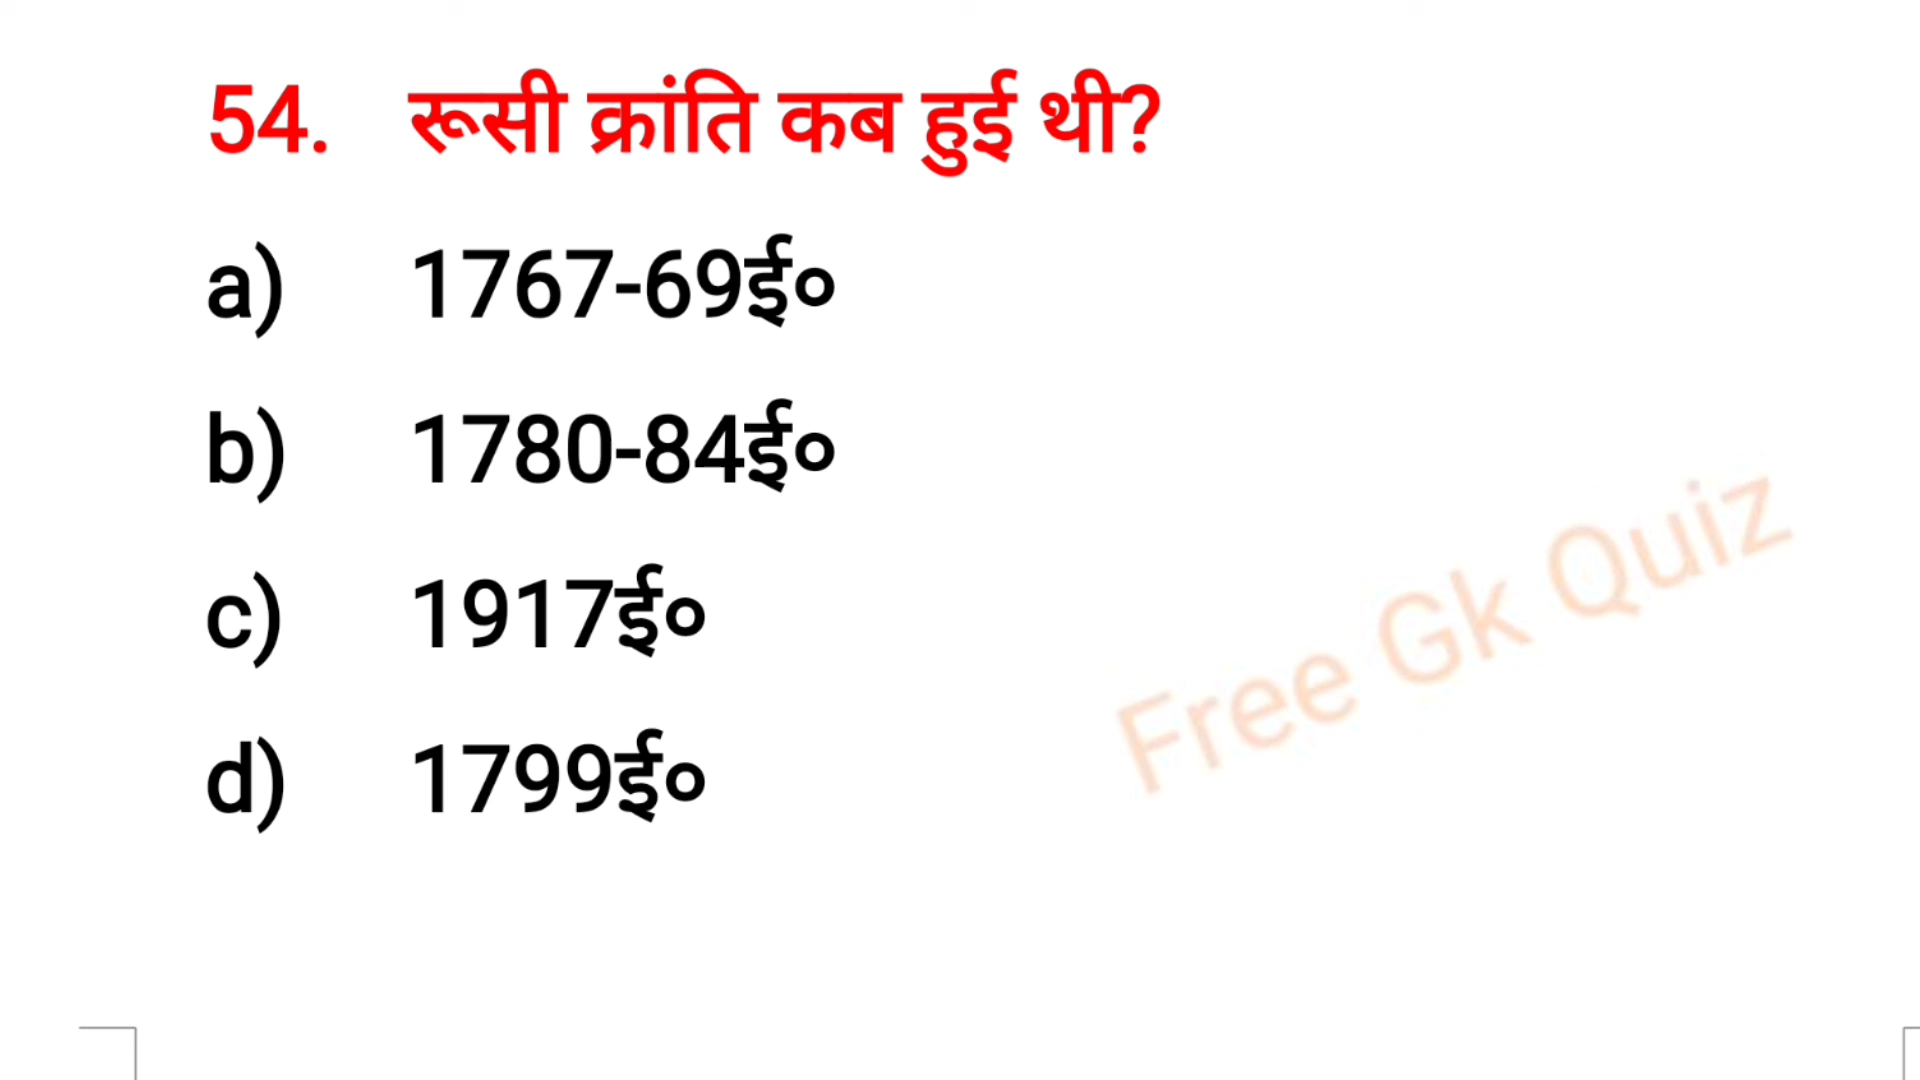 54. रूसी क्रांति कब हुई थी?
a) 1767-69ई०
b) 1780-84ई०
c) 1917ई०
d) 1799ई०
Free Gk Quiz